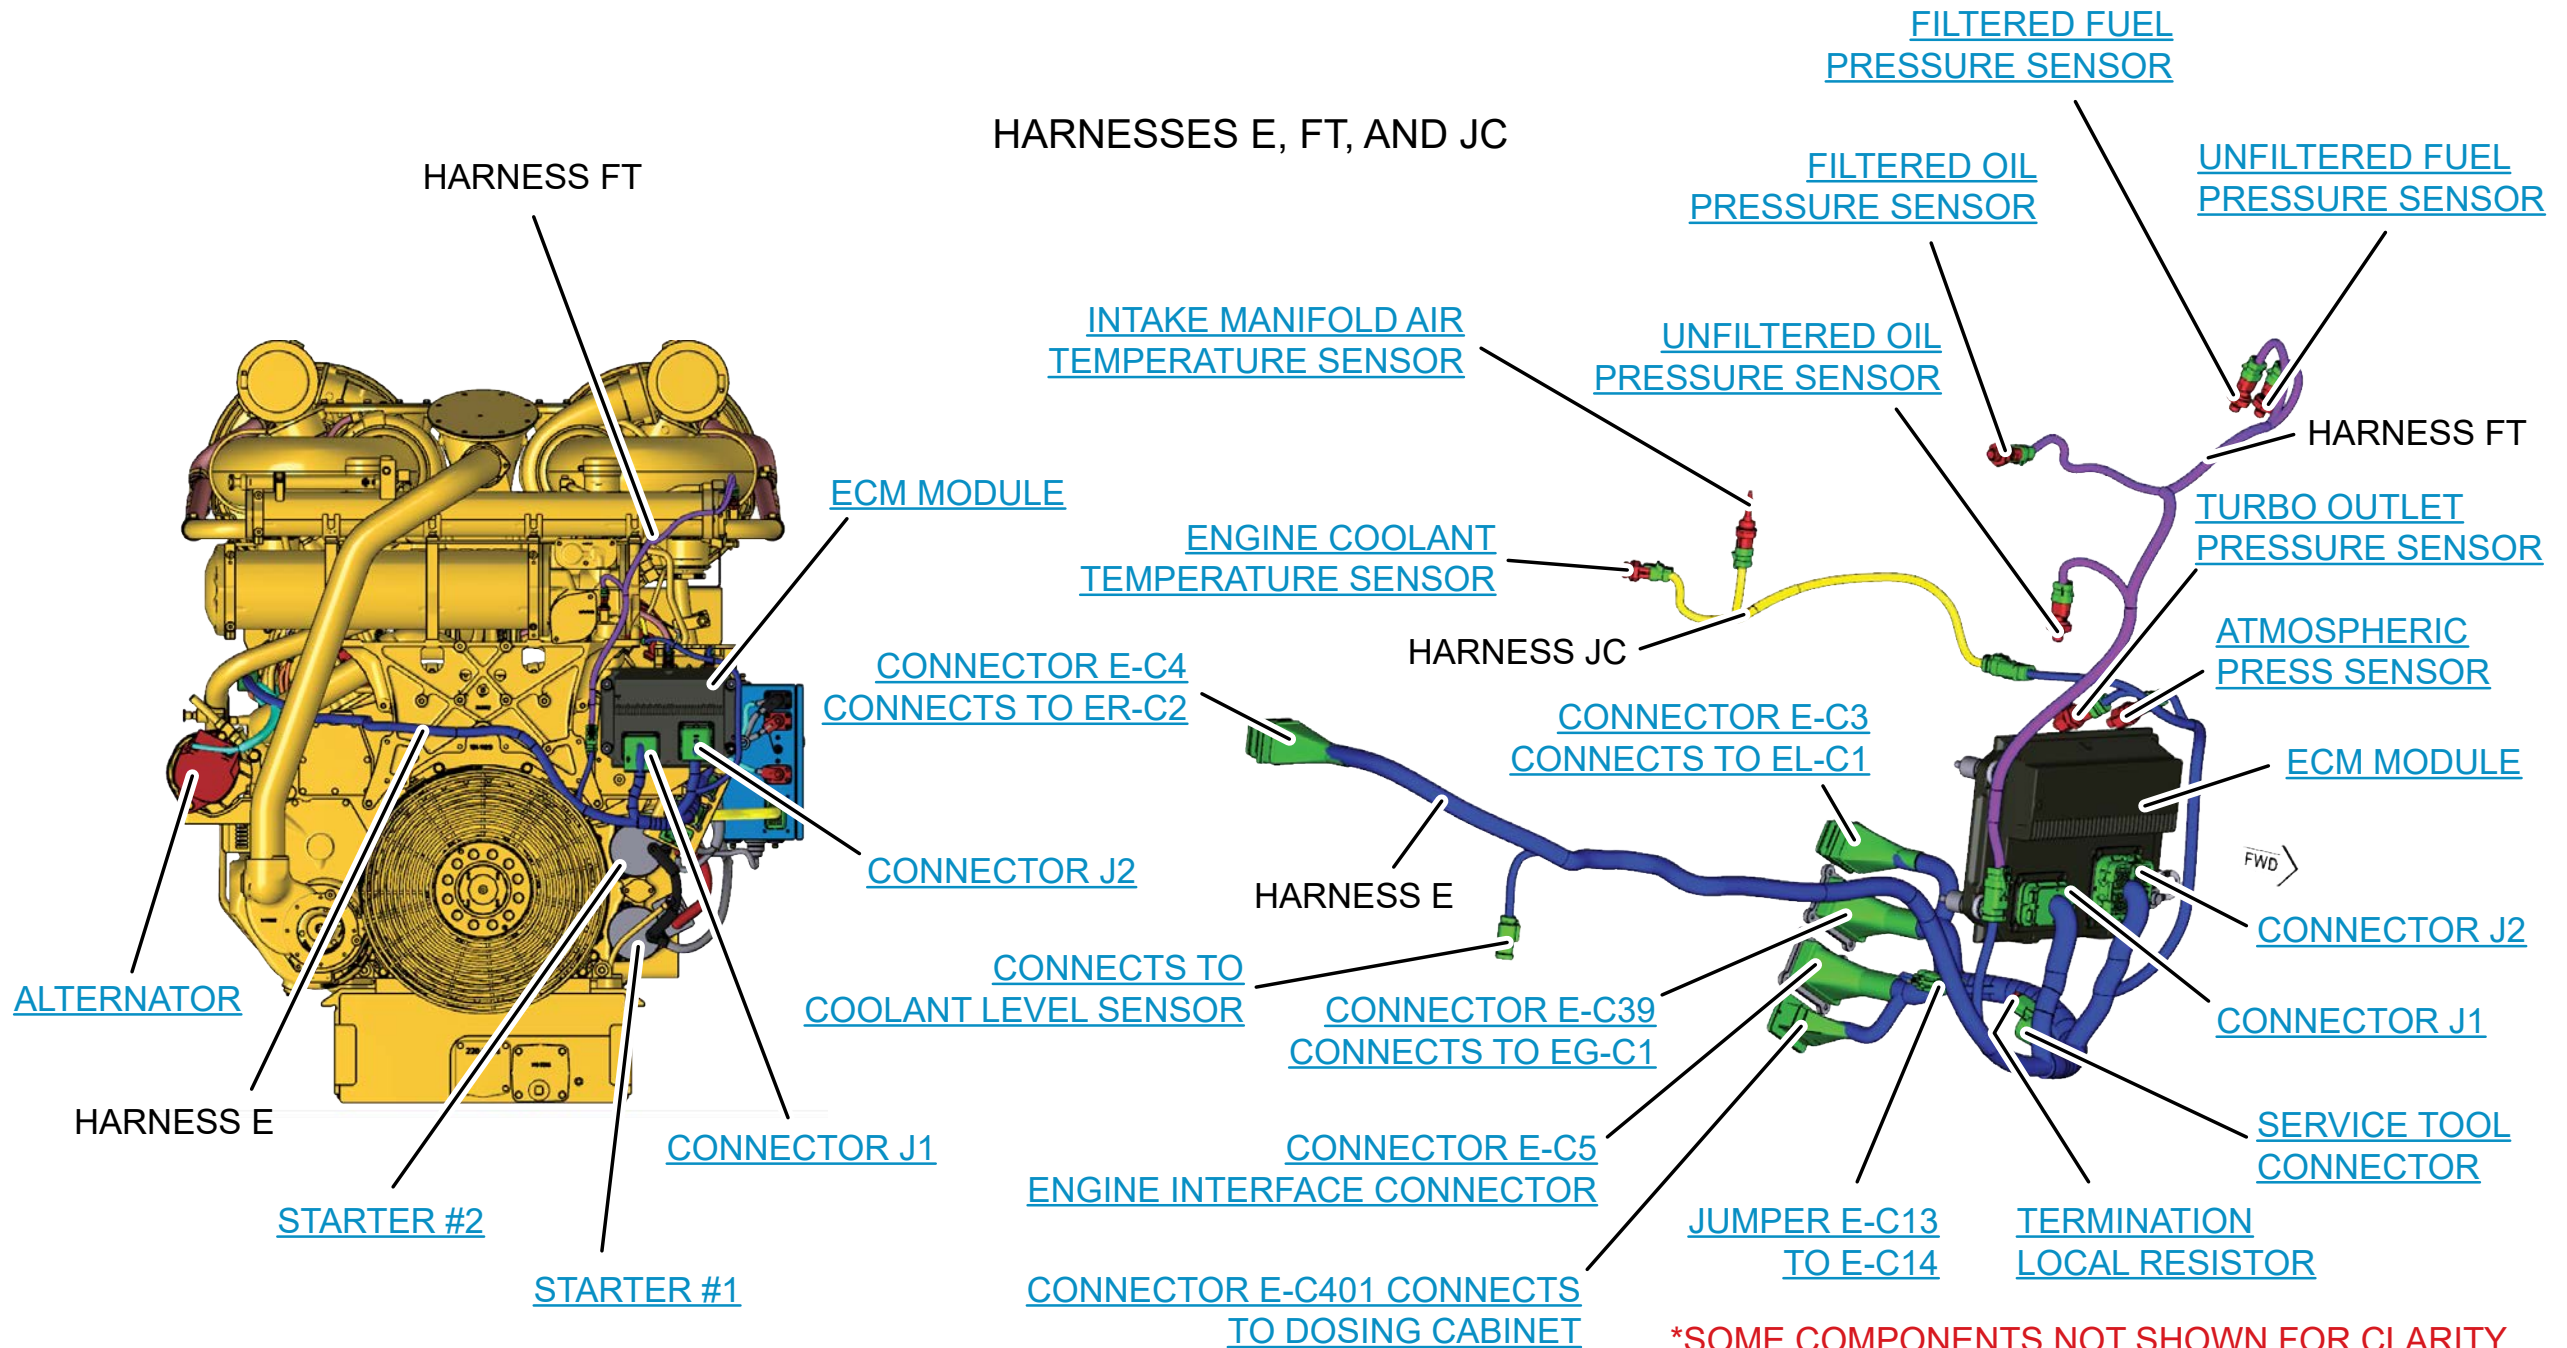 FILTERED FUEL
PRESSURE SENSOR
HARNESSES E, FT, AND JC
HARNESS FT
FILTERED OIL
PRESSURE SENSOR
UNFILTERED FUEL
PRESSURE SENSOR
INTAKE MANIFOLD AIR
TEMPERATURE SENSOR
UNFILTERED OIL
PRESSURE SENSOR
HARNESS FT
ECM MODULE
TURBO OUTLET
PRESSURE SENSOR
ENGINE COOLANT
TEMPERATURE SENSOR
HARNESS JC
ATMOSPHERIC
PRESS SENSOR
CONNECTOR E-C4
CONNECTS TO ER-C2
CONNECTOR E-C3
CONNECTS TO EL-C1
ECM MODULE
FWD
CONNECTOR J2
HARNESS E
CONNECTOR J2
ALTERNATOR
CONNECTS TO
COOLANT LEVEL SENSOR
CONNECTOR E-C39
CONNECTS TO EG-C1
CONNECTOR J1
HARNESS E
CONNECTOR J1
CONNECTOR E-C5
ENGINE INTERFACE CONNECTOR
SERVICE TOOL
CONNECTOR
STARTER #2
JUMPER E-C13
TO E-C14
TERMINATION
LOCAL RESISTOR
STARTER #1
CONNECTOR E-C401 CONNECTS
TO DOSING CABINET
*SOME COMPONENTS NOT SHOWN FOR CLARITY